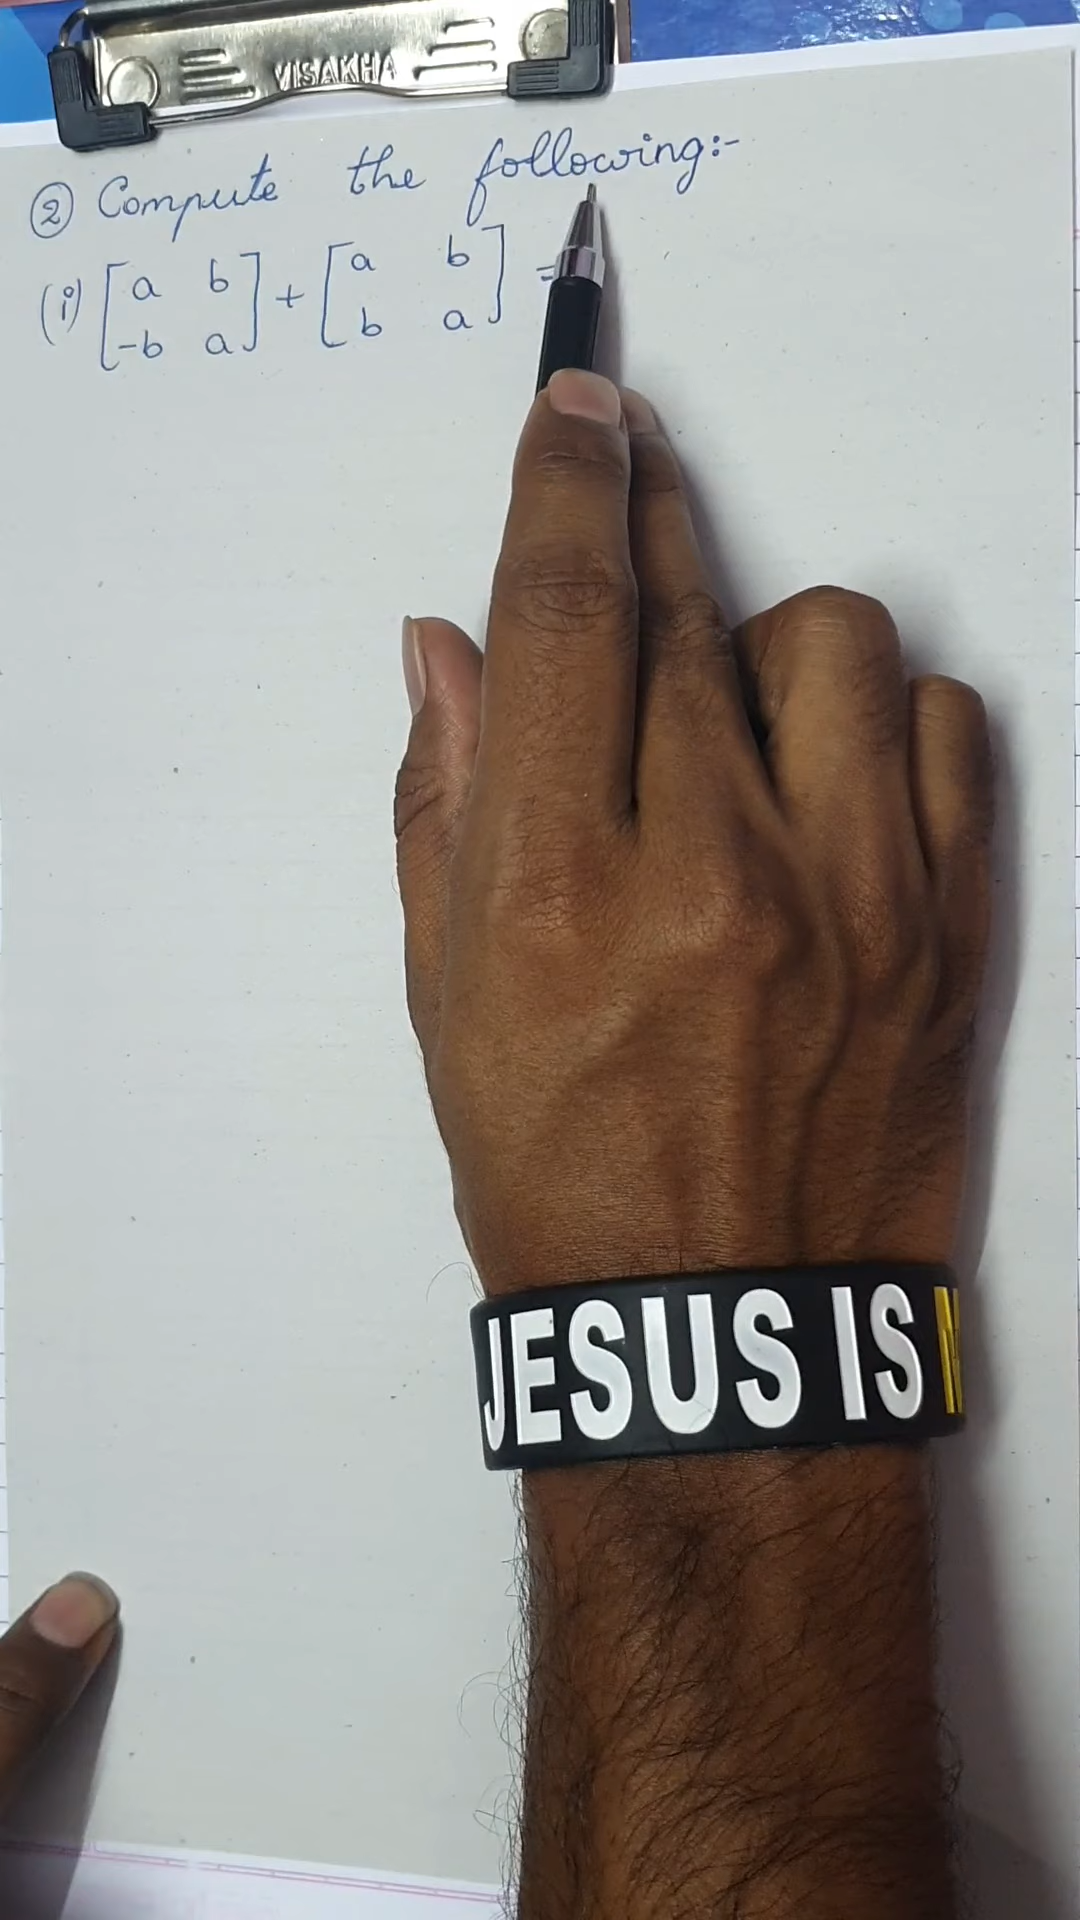 VISAKHA
② Compute the following:-
(i) [a b] + [a b] =
[-b a] [b a]
JESUS IS